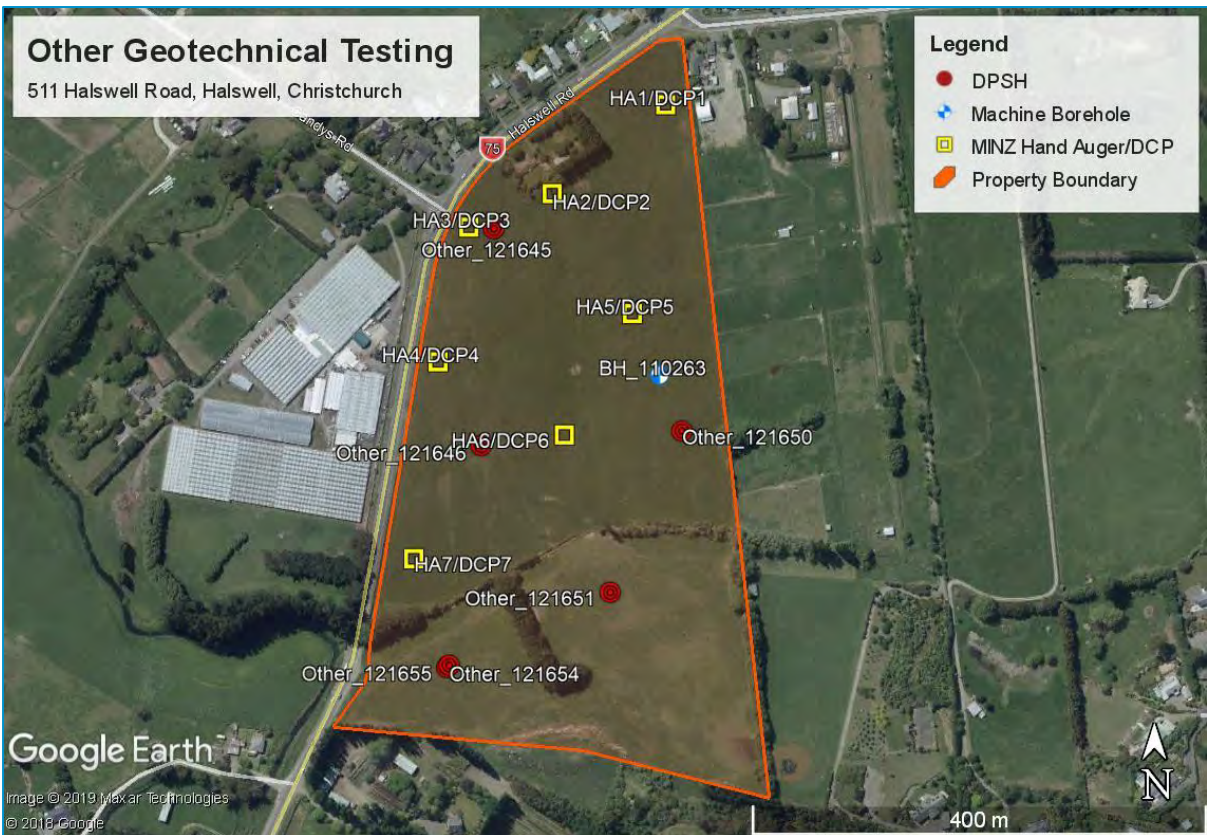 Other Geotechnical Testing
511 Halswell Road, Halswell, Christchurch
Legend
DPSH
Machine Borehole
MINZ Hand Auger/DCP
Property Boundary
Halswell Rd
75
HA1/DCP1
HA2/DCP2
HA3/DCP3
Other_121645
HA5/DCP5
HA4/DCP4
BH_110263
HA6/DCP6
Other_121650
Other_121646
HA7/DCP7
Other_121651
Other_121655
Other_121654
Google Earth
Image © 2019 Maxar Technologies
© 2018 Google
N
400 m